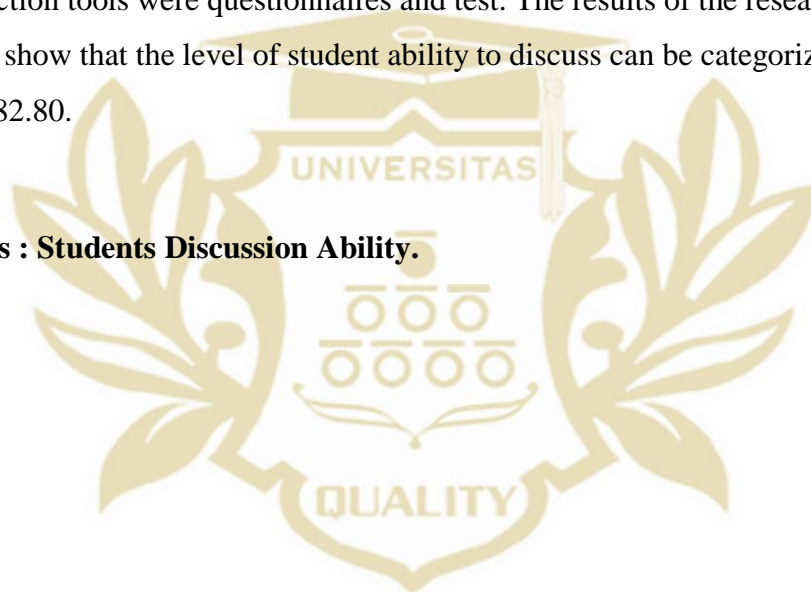 ction tools were questionnaires and test. The results of the resea
show that the level of student ability to discuss can be categoriz
82.80.
UNIVERSITAS
s : Students Discussion Ability.
QUALITY